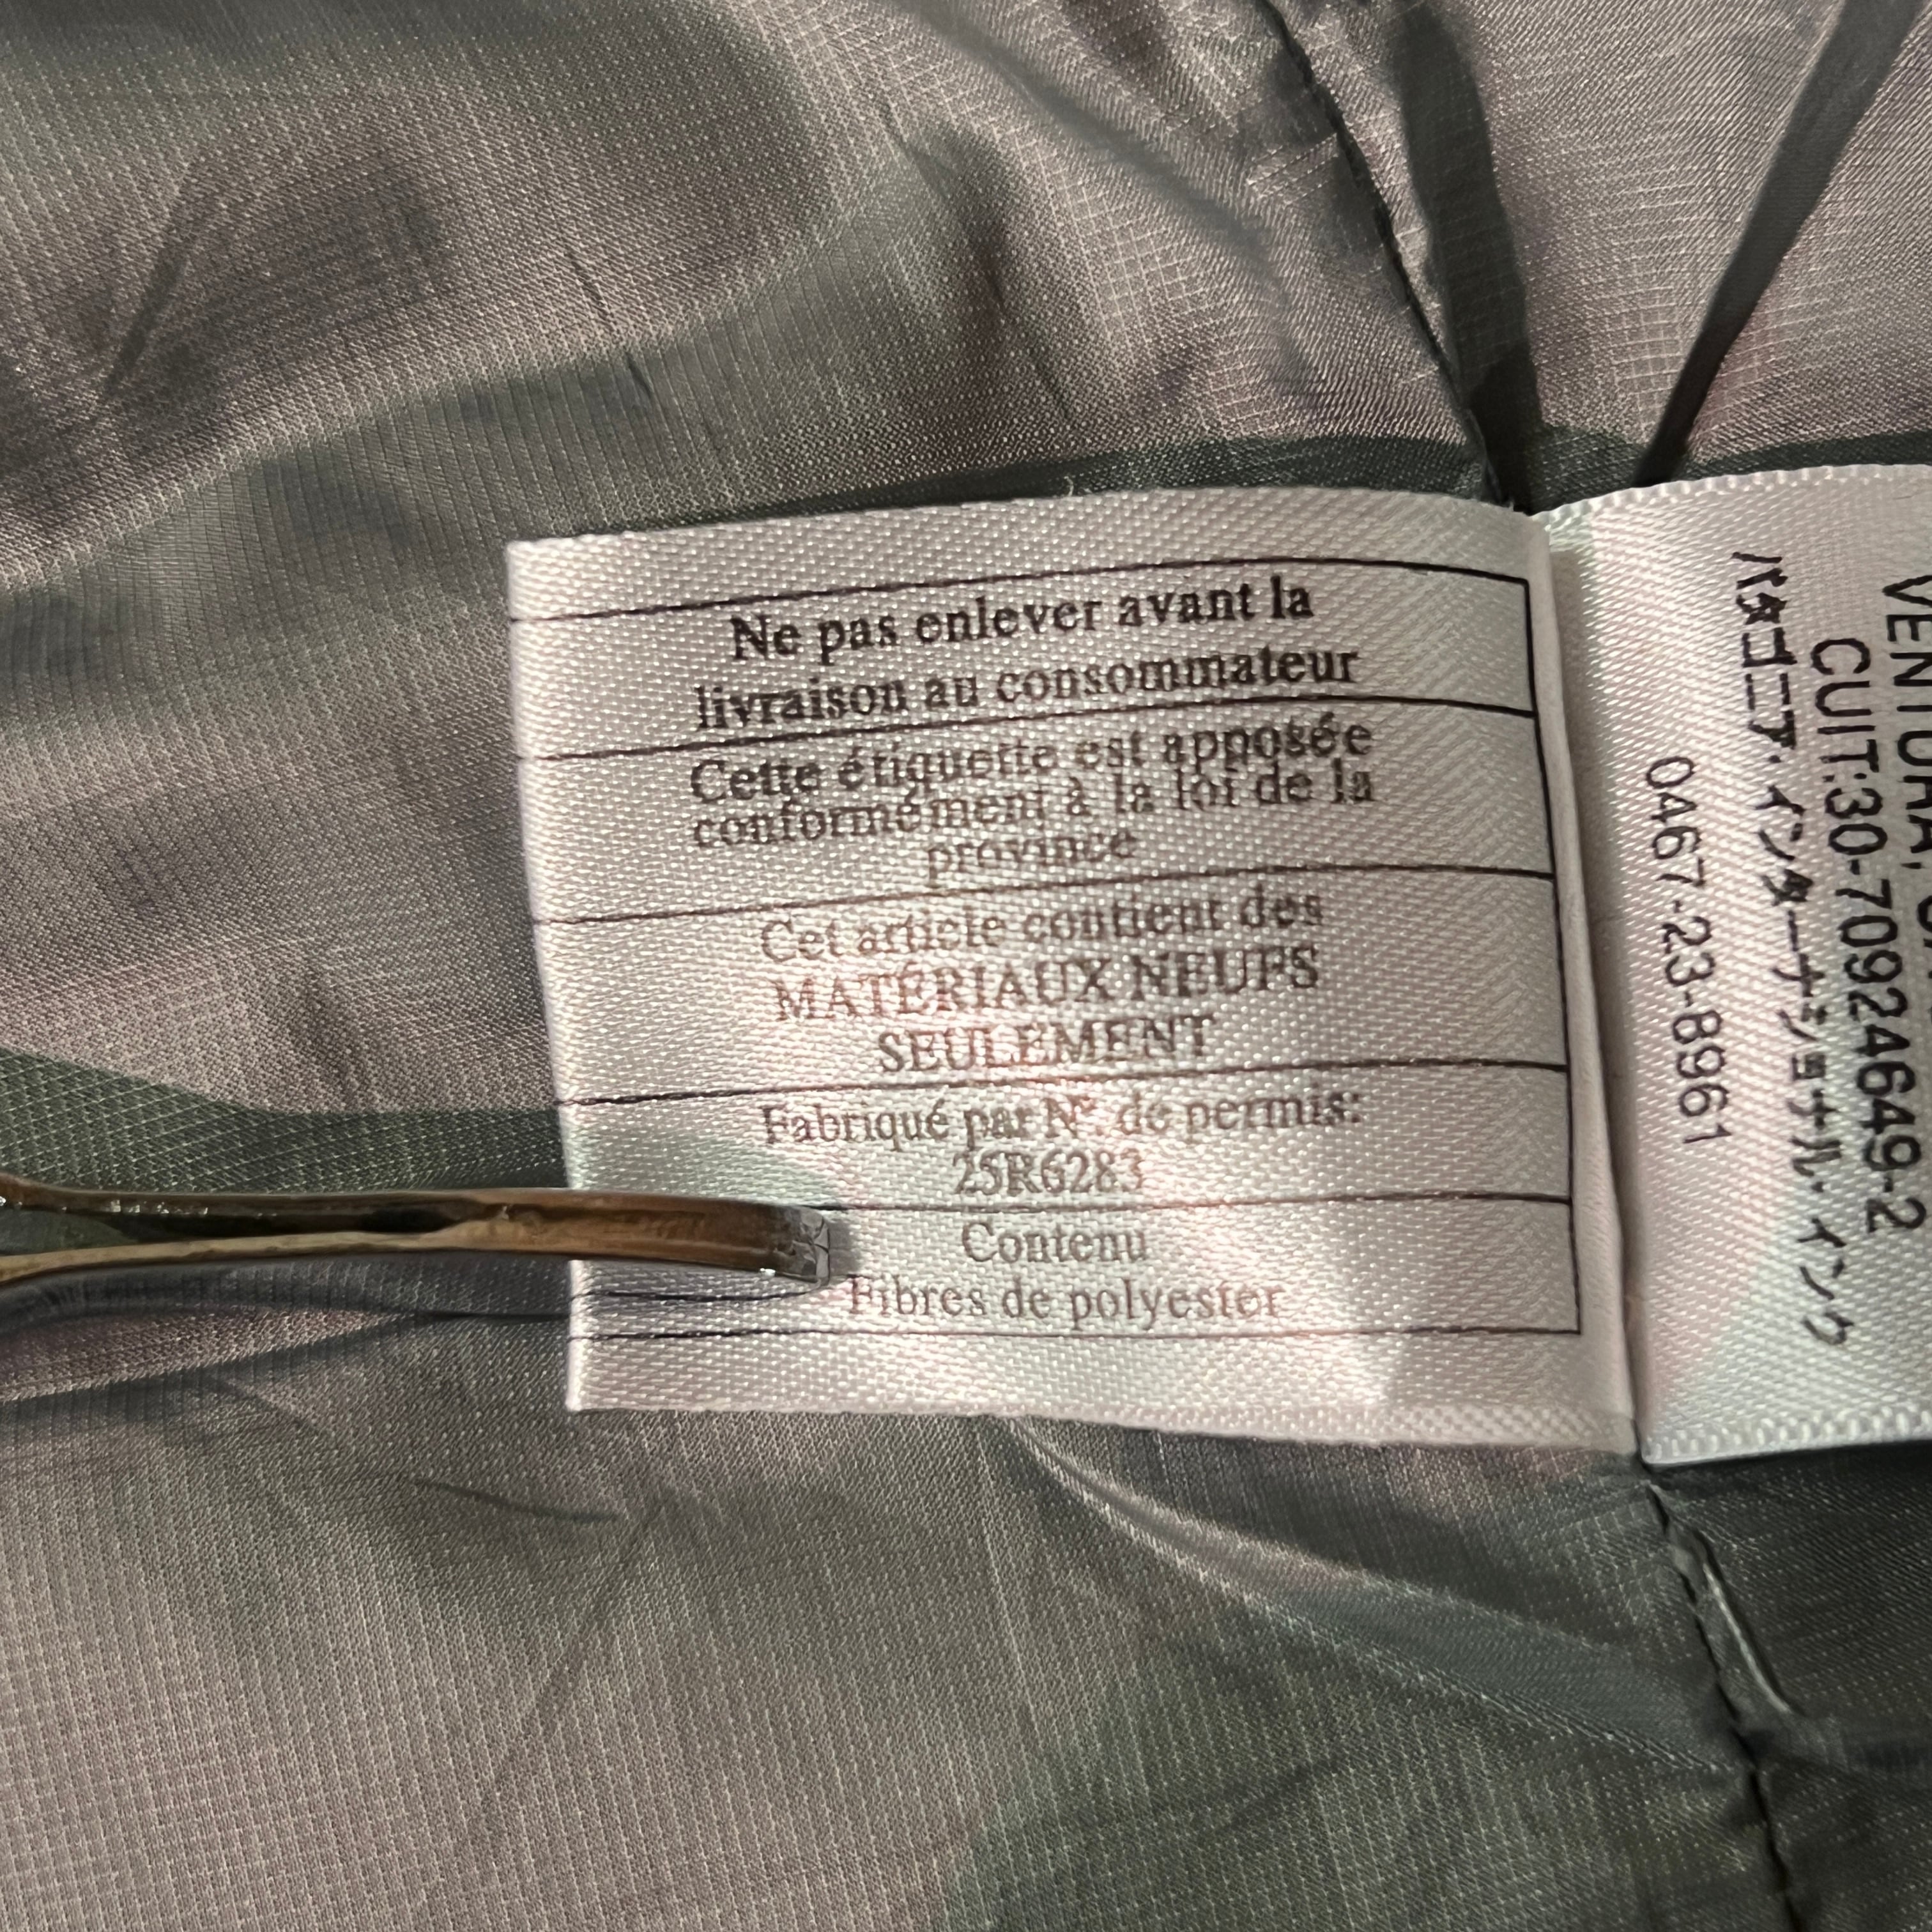 Ne pas enlever avant la
livraison au consommateur
Cette étiquette est apposée
conformément à la loi de la
province
Cet article contient des
MATÉRIAUX NEUFS
SEULEMENT
Fabriqué par N°. de permis:
25R6283
Contenu
Fibres de polyester
VENTURA,
CUIT:30-70924649-2
パタゴニア・インターナショナル・インク
0467-23-8961